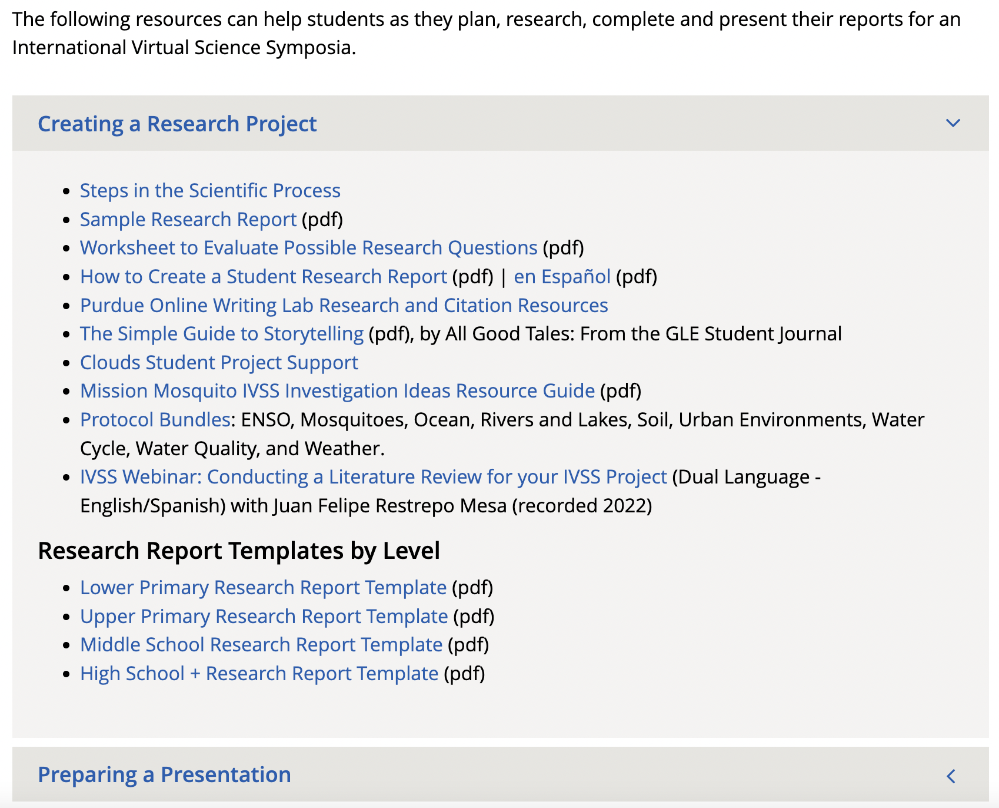 The following resources can help students as they plan, research, complete and present their reports for an
International Virtual Science Symposia.
Creating a Research Project
Steps in the Scientific Process
Sample Research Report (pdf)
Worksheet to Evaluate Possible Research Questions (pdf)
How to Create a Student Research Report (pdf) | en Español (pdf)
Purdue Online Writing Lab Research and Citation Resources
The Simple Guide to Storytelling (pdf), by All Good Tales: From the GLE Student Journal
Clouds Student Project Support
Mission Mosquito IVSS Investigation Ideas Resource Guide (pdf)
Protocol Bundles: ENSO, Mosquitoes, Ocean, Rivers and Lakes, Soil, Urban Environments, Water
Cycle, Water Quality, and Weather.
IVSS Webinar: Conducting a Literature Review for your IVSS Project (Dual Language -
English/Spanish) with Juan Felipe Restrepo Mesa (recorded 2022)
Research Report Templates by Level
Lower Primary Research Report Template (pdf)
Upper Primary Research Report Template (pdf)
Middle School Research Report Template (pdf)
High School + Research Report Template (pdf)
Preparing a Presentation